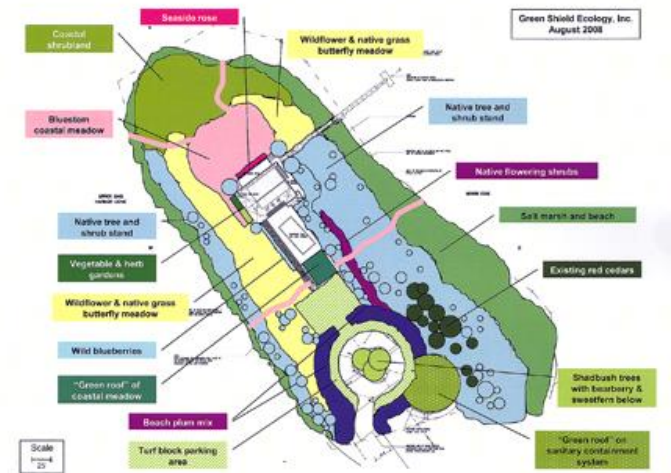 Seaside rose
Green Shield Ecology, Inc.
August 2008
Coastal
shrubland
Wildflower & native grass
butterfly meadow
Bluestem
coastal meadow
Native tree and
shrub stand
Native flowering shrubs
Native tree and
shrub stand
Salt marsh and beach
Vegetable & herb
gardens
Existing red cedars
Wildflower & native grass
butterfly meadow
Wild blueberries
"Green roof" of
coastal meadow
Shadbush trees
with bearberry &
sweetfern below
Beach plum mix
Turf block parking
area
"Green roof" on
sanitary containment
system
Scale
25